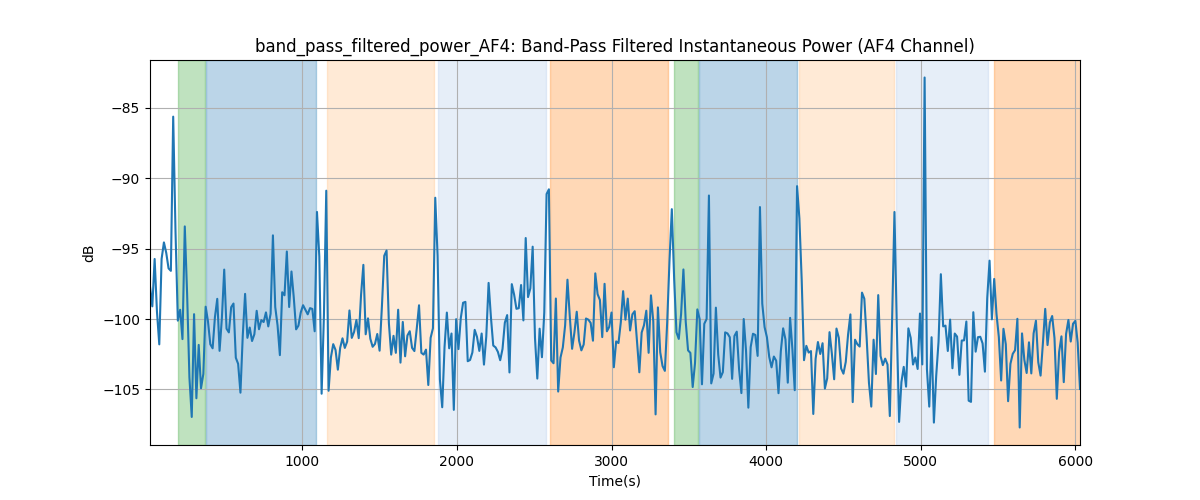 band_pass_filtered_power_AF4: Band-Pass Filtered Instantaneous Power (AF4 Channel)
−85
−90
−95
−100
−105
dB
1000 2000 3000 4000 5000 6000
Time(s)